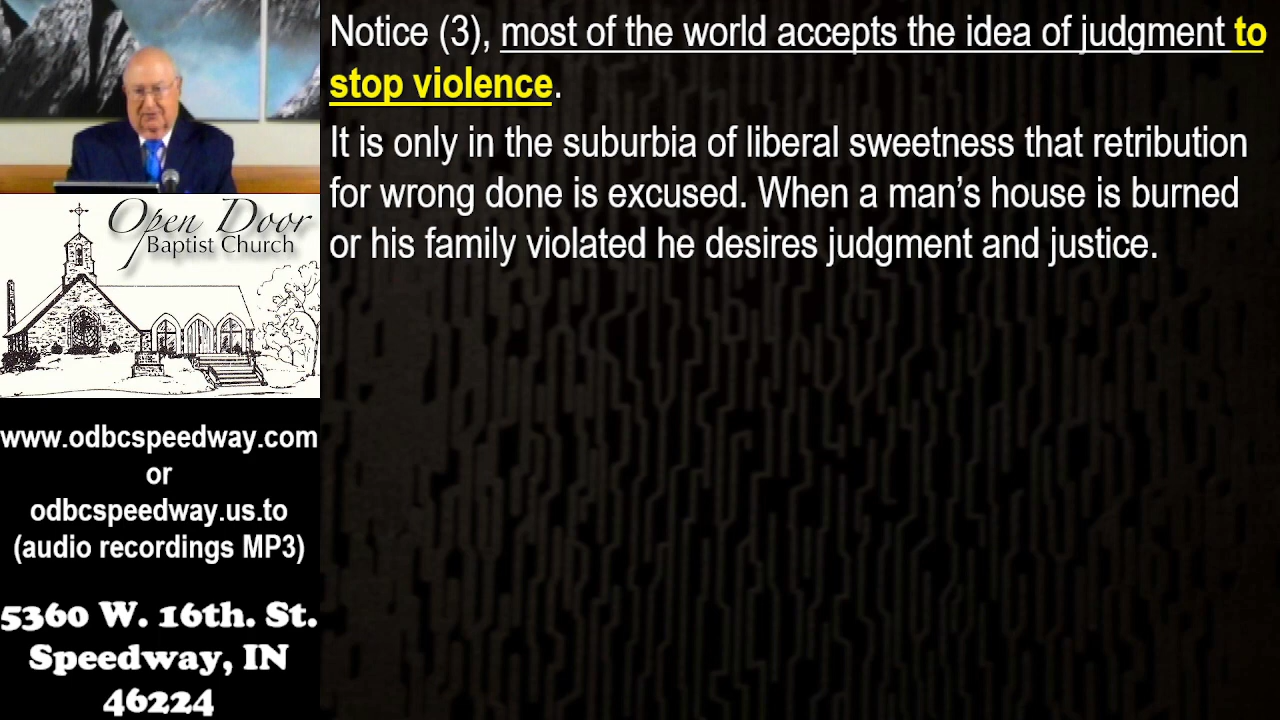 Notice (3), most of the world accepts the idea of judgment to
stop violence.
It is only in the suburbia of liberal sweetness that retribution
for wrong done is excused. When a man’s house is burned
or his family violated he desires judgment and justice.
Open Door
Baptist Church
www.odbcspeedway.com
or
odbcspeedway.us.to
(audio recordings MP3)
5360 W. 16th. St.
Speedway, IN
46224